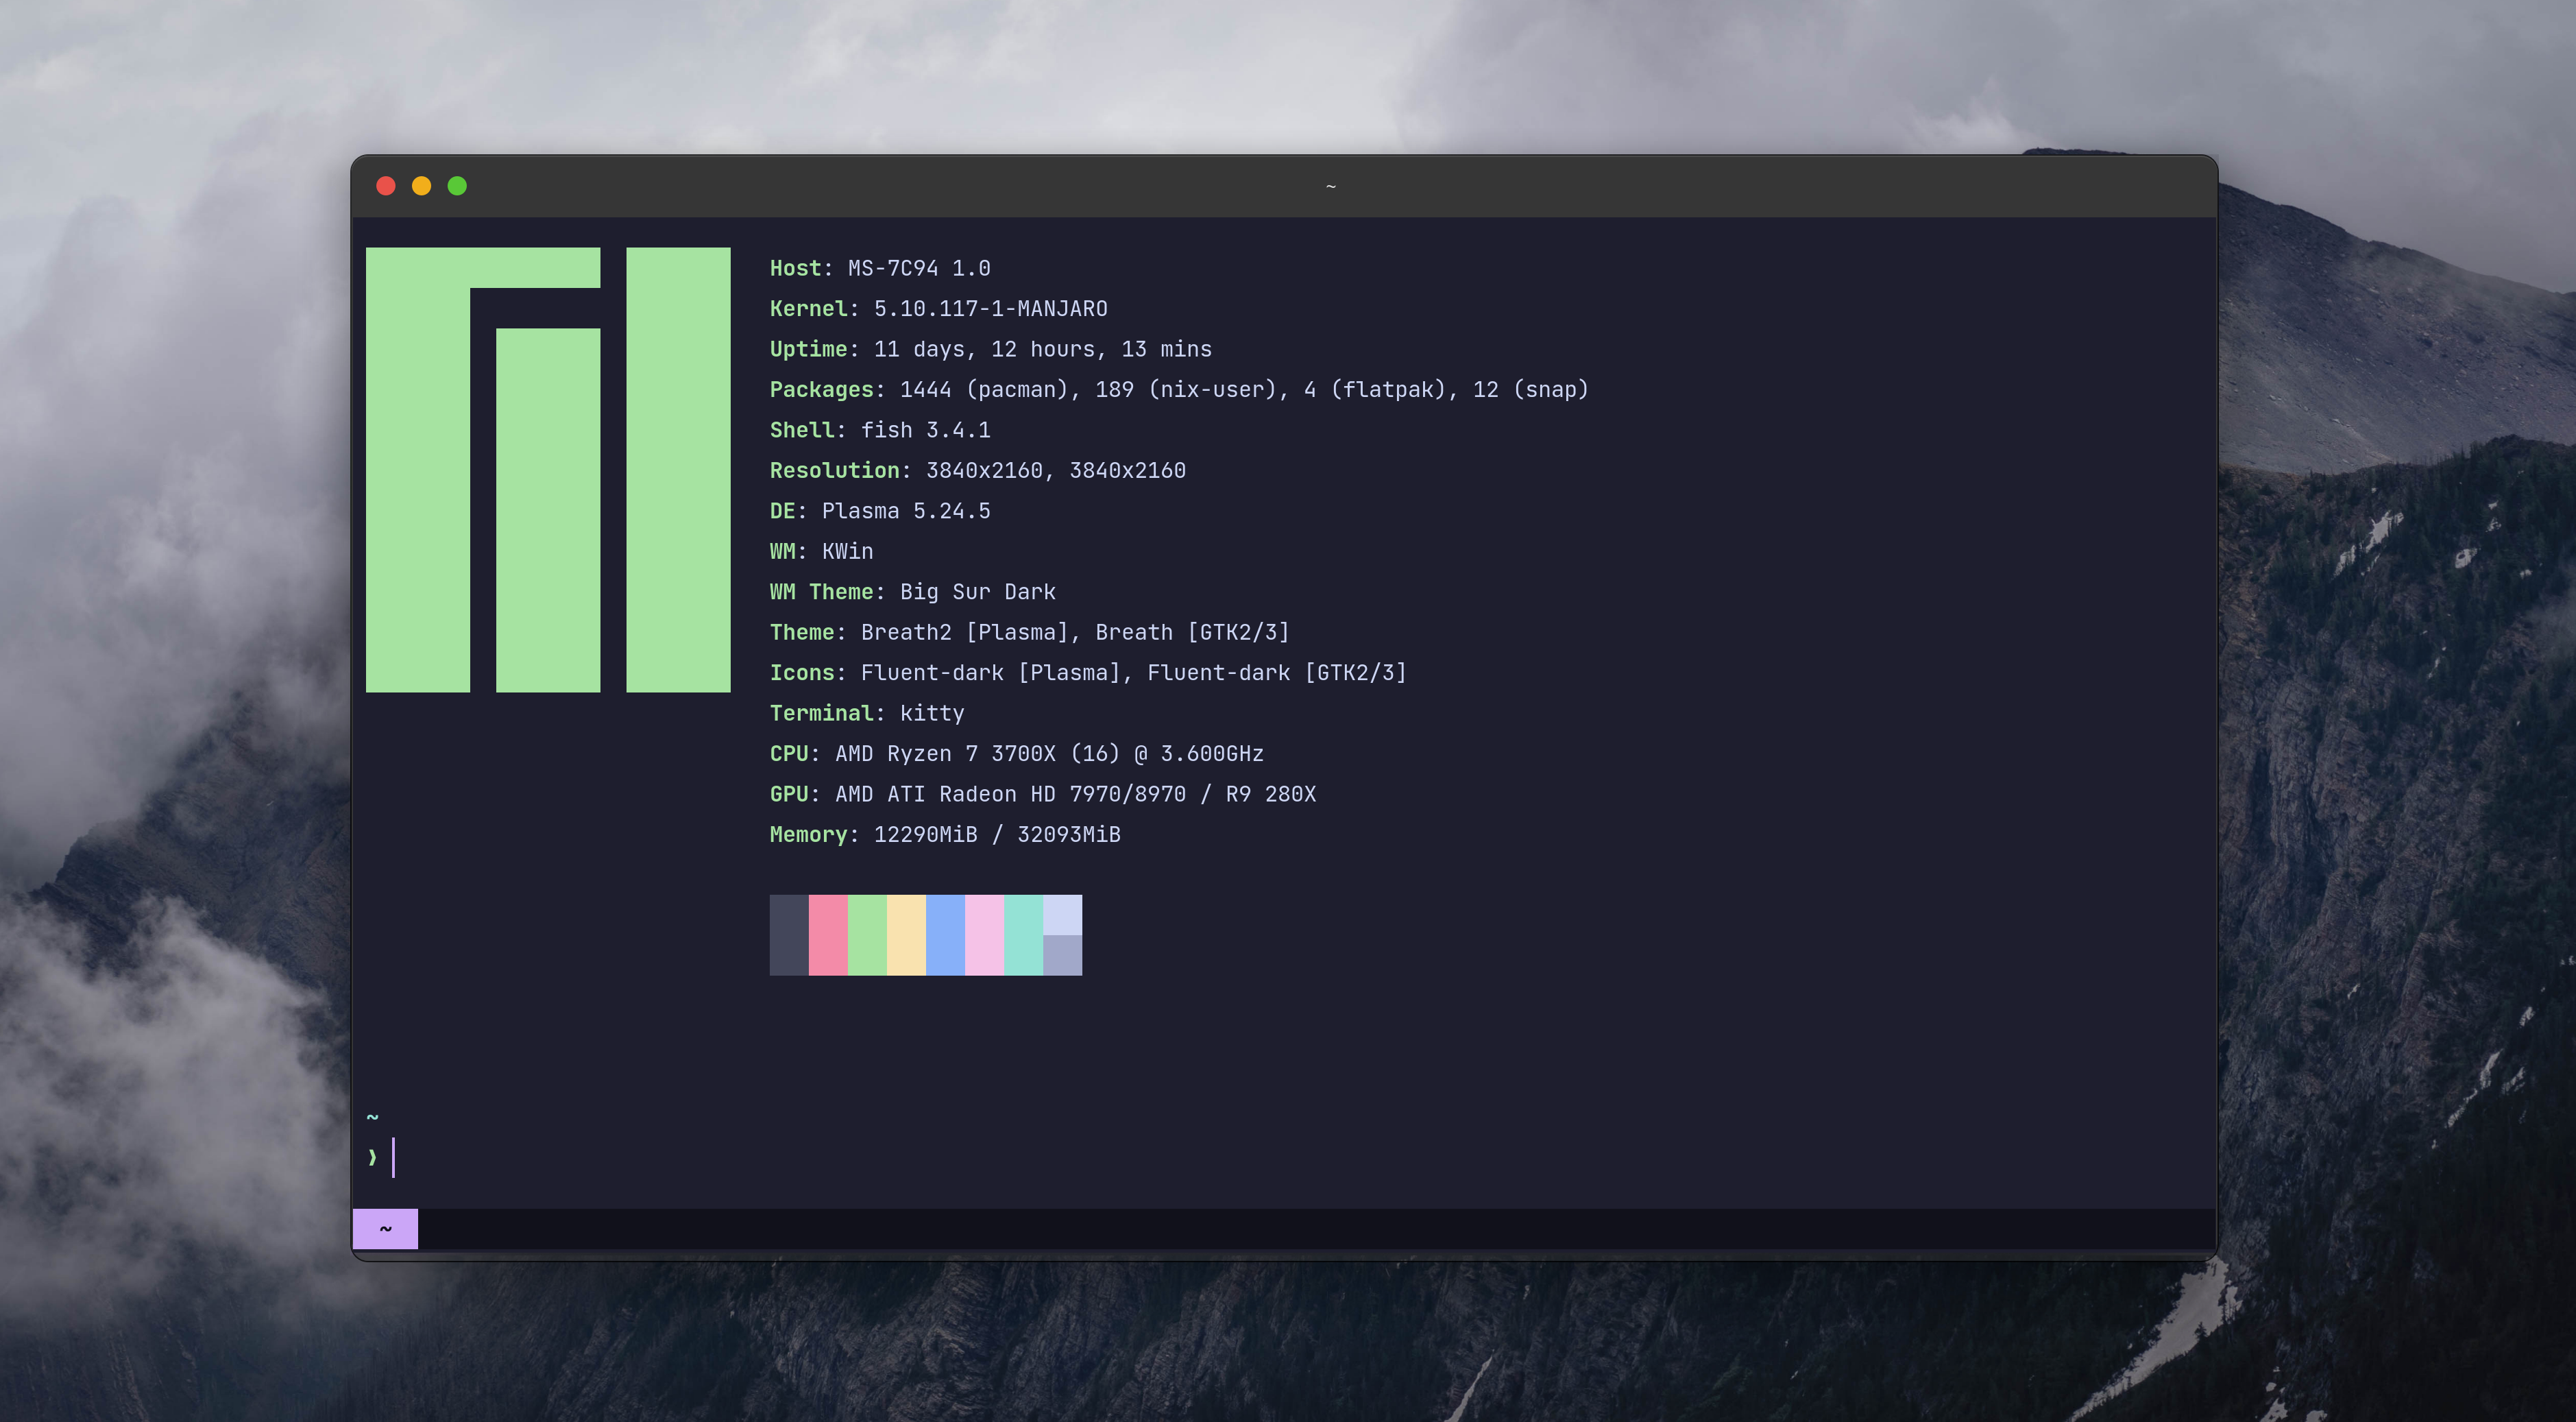 ~
Host: MS-7C94 1.0
Kernel: 5.10.117-1-MANJARO
Uptime: 11 days, 12 hours, 13 mins
Packages: 1444 (pacman), 189 (nix-user), 4 (flatpak), 12 (snap)
Shell: fish 3.4.1
Resolution: 3840x2160, 3840x2160
DE: Plasma 5.24.5
WM: KWin
WM Theme: Big Sur Dark
Theme: Breath2 [Plasma], Breath [GTK2/3]
Icons: Fluent-dark [Plasma], Fluent-dark [GTK2/3]
Terminal: kitty
CPU: AMD Ryzen 7 3700X (16) @ 3.600GHz
GPU: AMD ATI Radeon HD 7970/8970 / R9 280X
Memory: 12290MiB / 32093MiB
~
❯
~